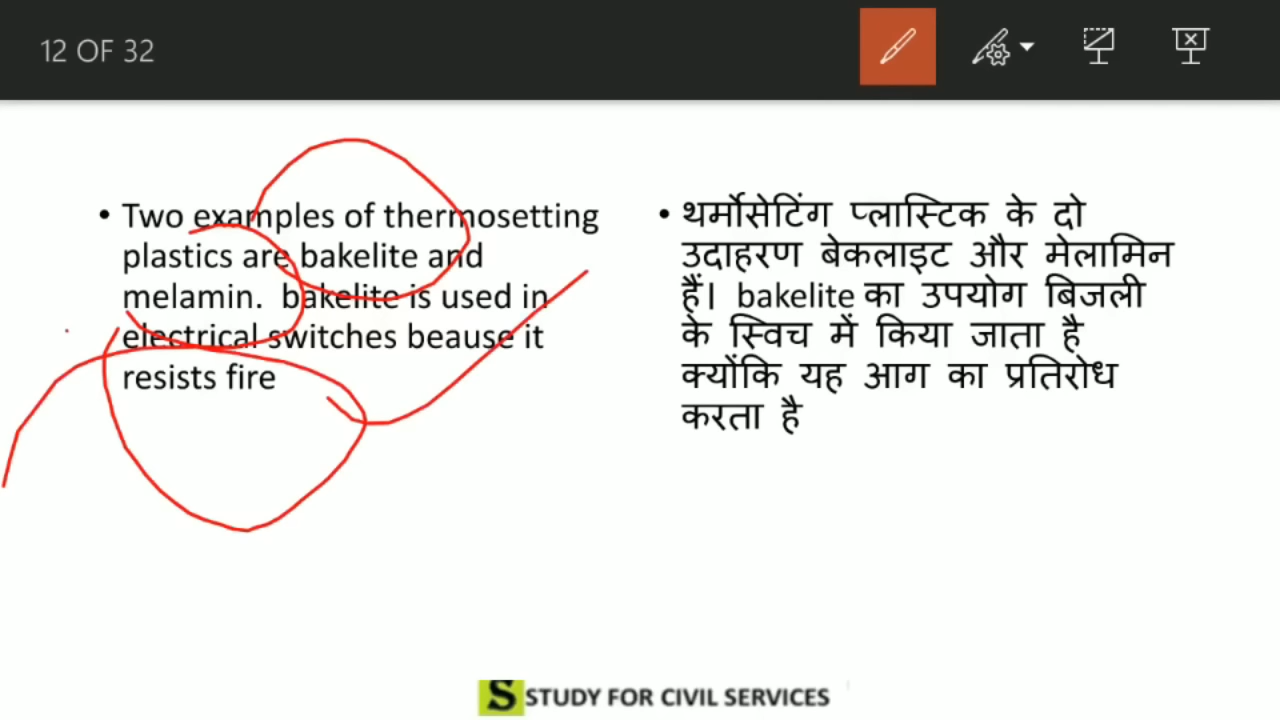 12 OF 32
• Two examples of thermosetting
plastics are bakelite and
melamin. bakelite is used in
electrical switches beause it
resists fire
• थर्मोसेटिंग प्लास्टिक के दो
उदाहरण बेकलाइट और मेलामिन
हैं। bakelite का उपयोग बिजली
के स्विच में किया जाता है
क्योंकि यह आग का प्रतिरोध
करता है
S STUDY FOR CIVIL SERVICES